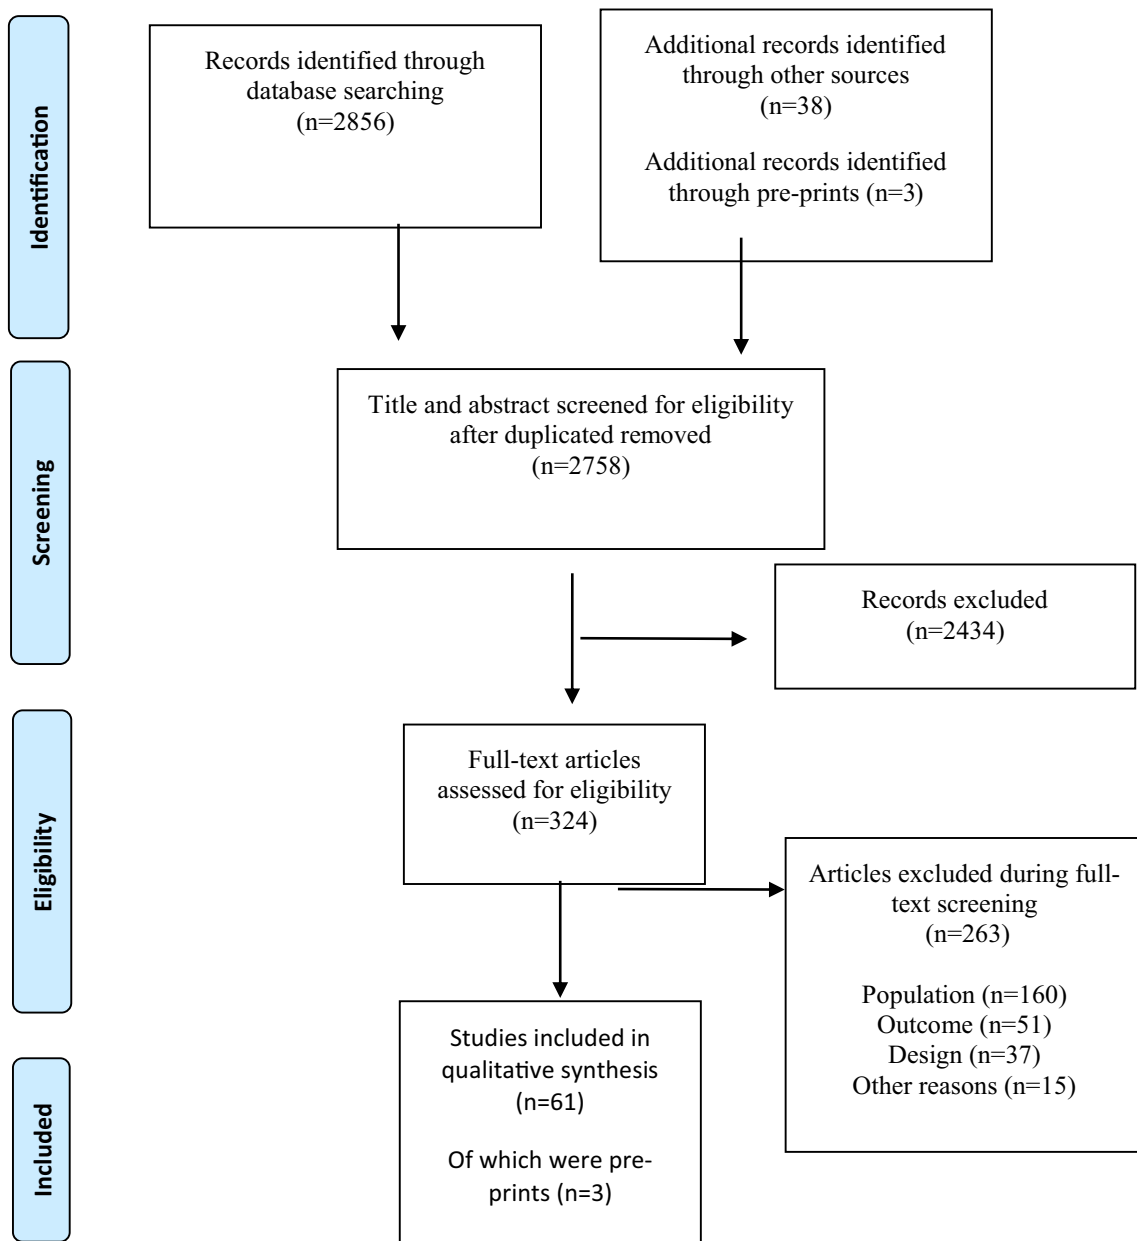 Identification
Records identified through
database searching
(n=2856)
Additional records identified
through other sources
(n=38)
Additional records identified
through pre-prints (n=3)
Screening
Title and abstract screened for eligibility
after duplicated removed
(n=2758)
Records excluded
(n=2434)
Eligibility
Full-text articles
assessed for eligibility
(n=324)
Articles excluded during full-
text screening
(n=263)
Population (n=160)
Outcome (n=51)
Design (n=37)
Other reasons (n=15)
Included
Studies included in
qualitative synthesis
(n=61)
Of which were pre-
prints (n=3)